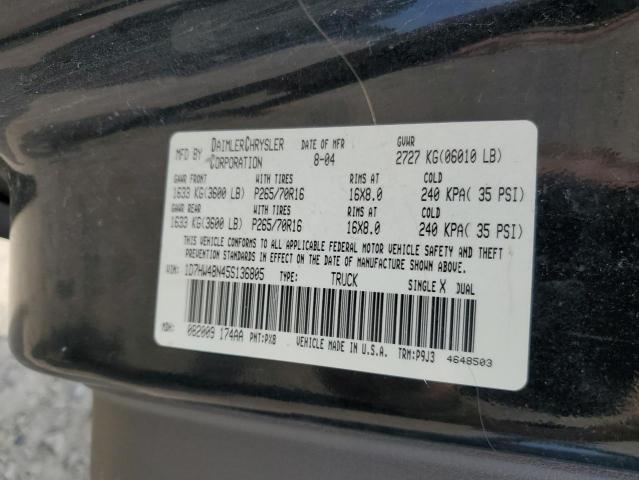 MFD BY DAIMLERCHRYSLER CORPORATION DATE OF MFR 8-04 GVWR 2727 KG(06010 LB)
GAWR FRONT WITH TIRES RIMS AT COLD
1633 KG(3600 LB) P265/70R16 16X8.0 240 KPA( 35 PSI)
GAWR REAR WITH TIRES RIMS AT COLD
1633 KG(3600 LB) P265/70R16 16X8.0 240 KPA( 35 PSI)
THIS VEHICLE CONFORMS TO ALL APPLICABLE FEDERAL MOTOR VEHICLE SAFETY AND THEFT
PREVENTION STANDARDS IN EFFECT ON THE DATE OF MANUFACTURE SHOWN ABOVE.
VIN: 1D7HW48N45S136805 TYPE: TRUCK SINGLE X DUAL
MDH: 082009 174AA PNT:PX8 VEHICLE MADE IN U.S.A. TRM:P9J3 4648503